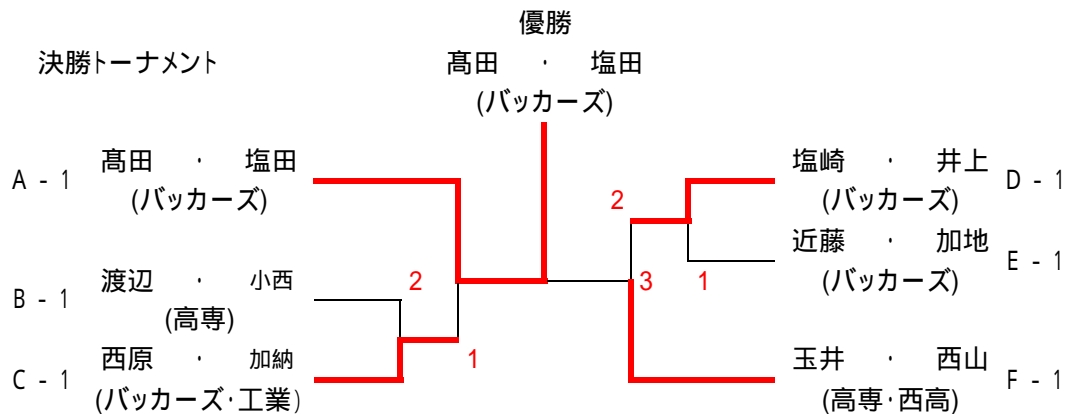 優勝
決勝トーナメント
髙田 ・ 塩田
(バッカーズ)
A - 1
髙田 ・ 塩田
(バッカーズ)
B - 1
渡辺 ・ 小西
(高専)
C - 1
西原 ・ 加納
(バッカーズ・工業)
2
1
2
3
1
塩崎 ・ 井上
(バッカーズ)
D - 1
近藤 ・ 加地
(バッカーズ)
E - 1
玉井 ・ 西山
(高専・西高)
F - 1